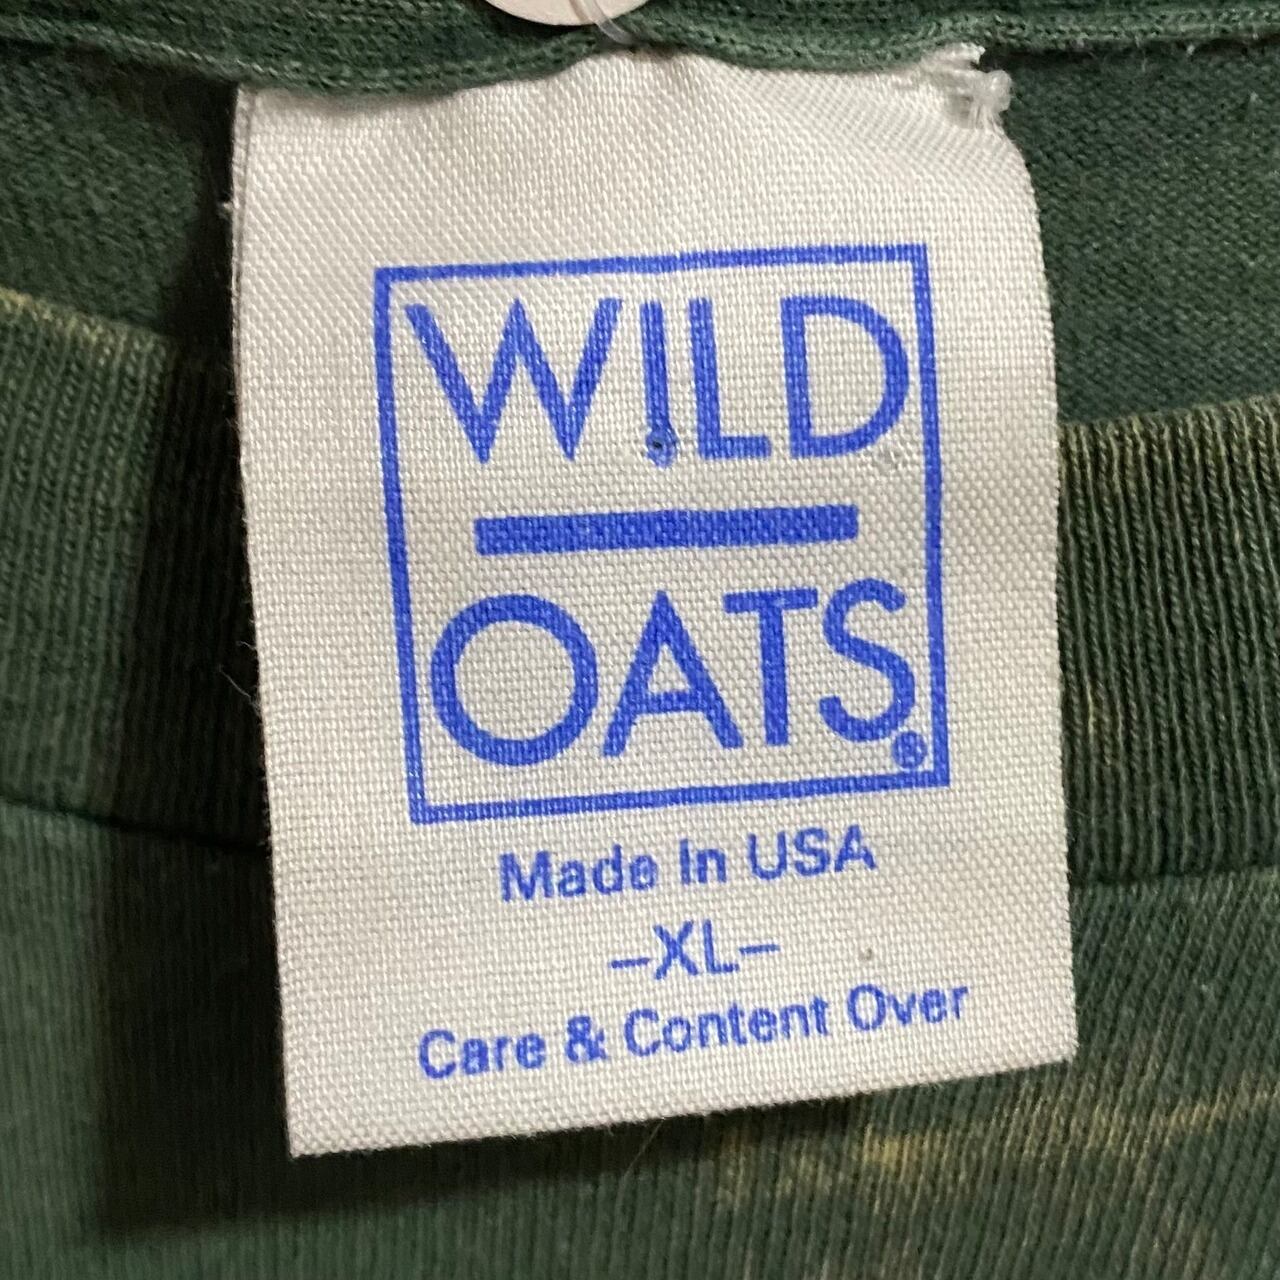 WILD
OATS®
Made In USA
–XL–
Care & Content Over